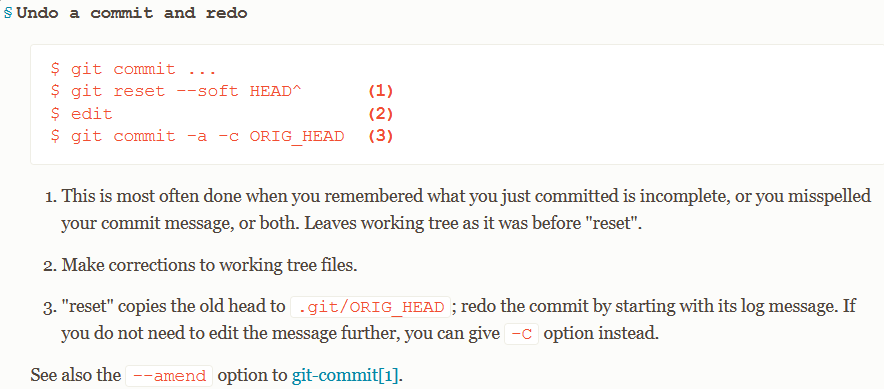 §Undo a commit and redo
$ git commit ...
$ git reset --soft HEAD^ (1)
$ edit (2)
$ git commit -a -c ORIG_HEAD (3)
1. This is most often done when you remembered what you just committed is incomplete, or you misspelled
your commit message, or both. Leaves working tree as it was before "reset".
2. Make corrections to working tree files.
3. "reset" copies the old head to .git/ORIG_HEAD ; redo the commit by starting with its log message. If
you do not need to edit the message further, you can give -C option instead.
See also the --amend option to git-commit[1].